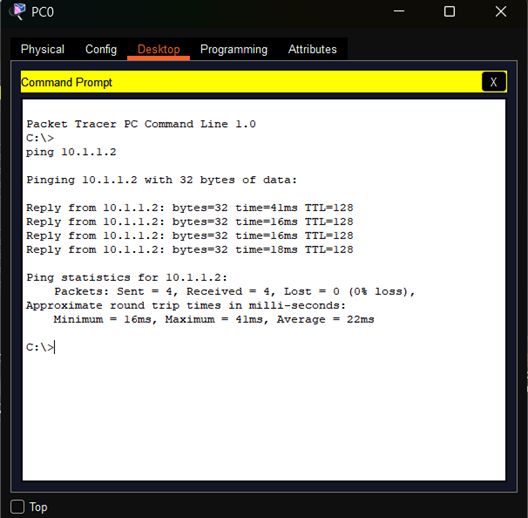 PC0
Physical Config Desktop Programming Attributes
Command Prompt X
Packet Tracer PC Command Line 1.0
C:\>
ping 10.1.1.2
Pinging 10.1.1.2 with 32 bytes of data:
Reply from 10.1.1.2: bytes=32 time=41ms TTL=128
Reply from 10.1.1.2: bytes=32 time=16ms TTL=128
Reply from 10.1.1.2: bytes=32 time=16ms TTL=128
Reply from 10.1.1.2: bytes=32 time=18ms TTL=128
Ping statistics for 10.1.1.2:
Packets: Sent = 4, Received = 4, Lost = 0 (0% loss),
Approximate round trip times in milli-seconds:
Minimum = 16ms, Maximum = 41ms, Average = 22ms
C:\>
Top